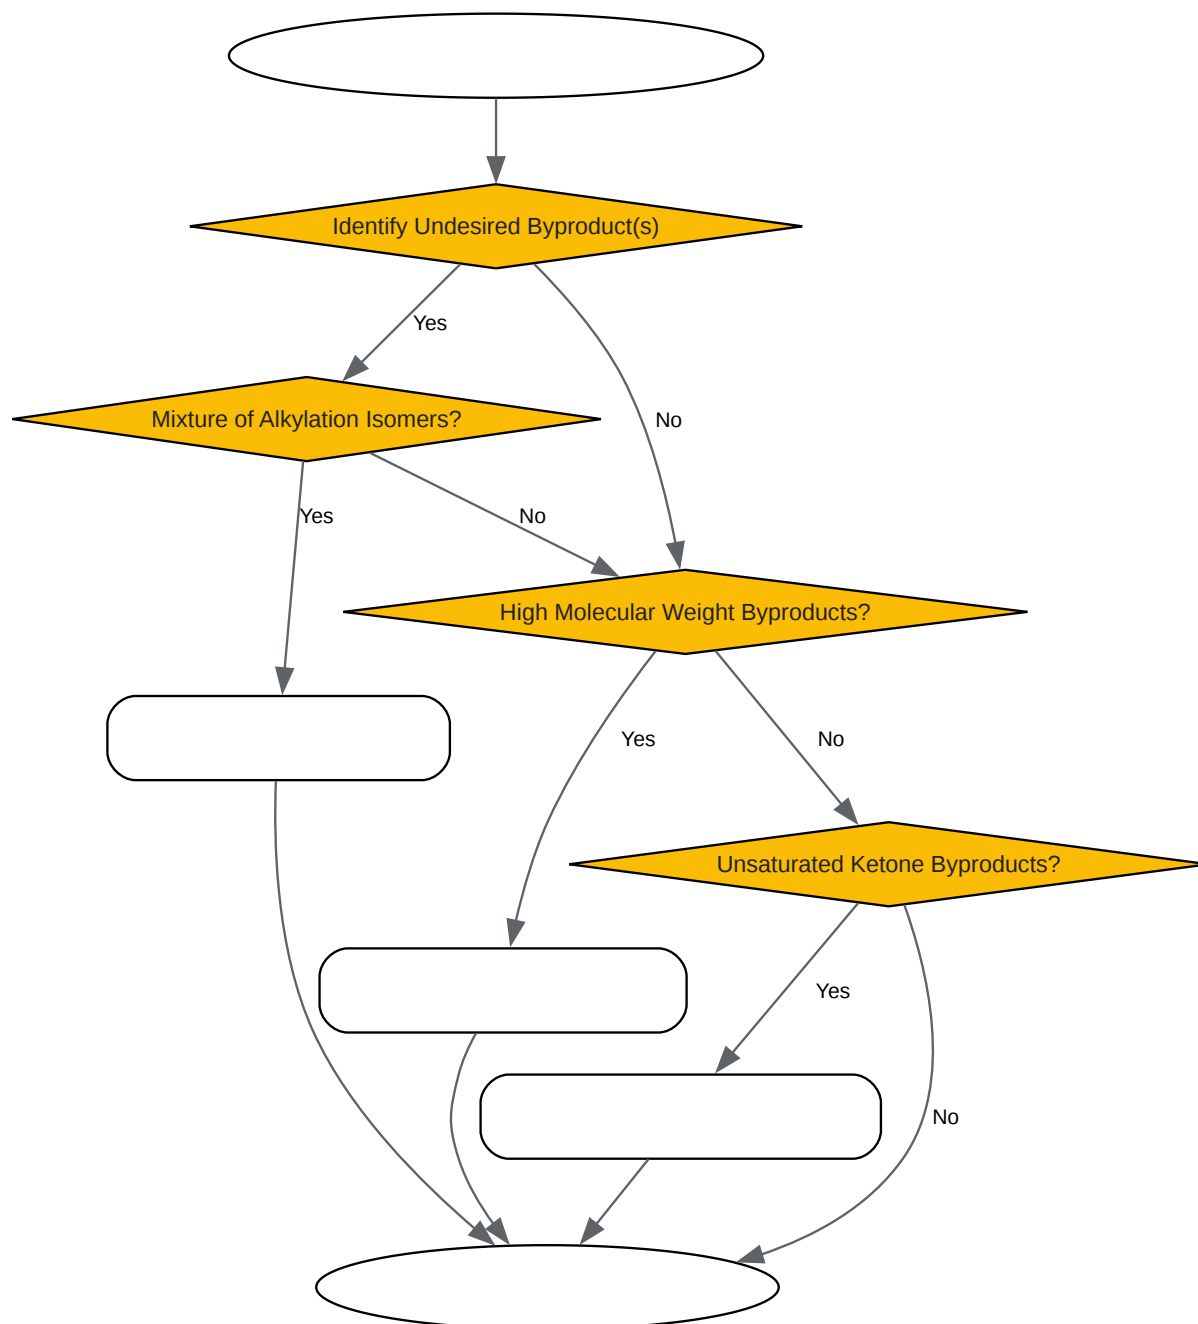 Identify Undesired Byproduct(s)
Yes
Mixture of Alkylation Isomers?
No
Yes
No
High Molecular Weight Byproducts?
Yes
No
Unsaturated Ketone Byproducts?
Yes
No